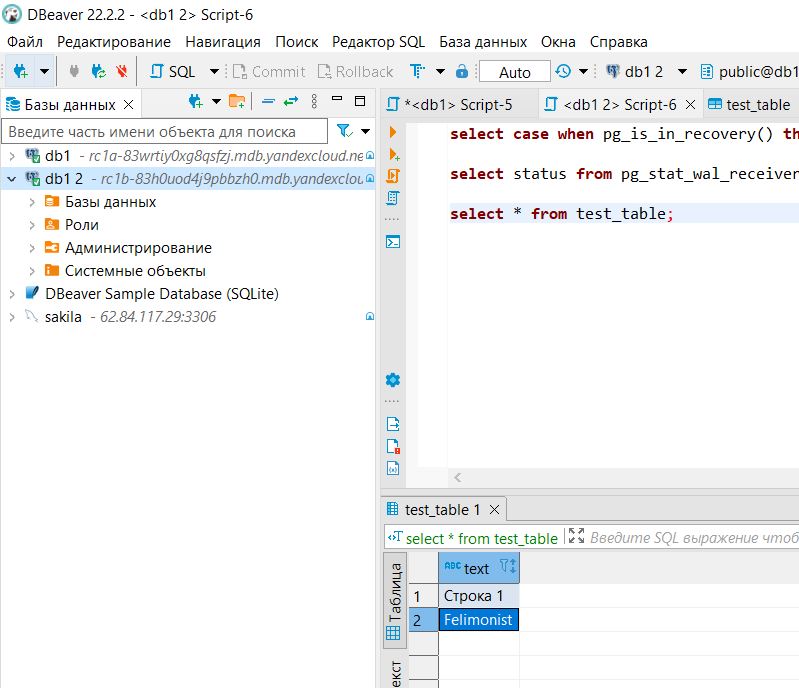 DBeaver 22.2.2 - <db1 2> Script-6
Файл Редактирование Навигация Поиск Редактор SQL База данных Окна Справка
SQL Commit Rollback Auto db1 2 public@db1
Базы данных
*<db1> Script-5 <db1 2> Script-6 test_table
Введите часть имени объекта для поиска
db1 - rc1a-83wrtiy0xg8qsfzj.mdb.yandexcloud.ne
db1 2 - rc1b-83h0uod4j9pbbzh0.mdb.yandexclou
Базы данных
Роли
Администрирование
Системные объекты
DBeaver Sample Database (SQLite)
sakila - 62.84.117.29:3306
select case when pg_is_in_recovery() th
select status from pg_stat_wal_receiver
select * from test_table;
test_table 1
select * from test_table Введите SQL выражение чтоб
Таблица
ABC text
1 Строка 1
2 Felimonist
екст